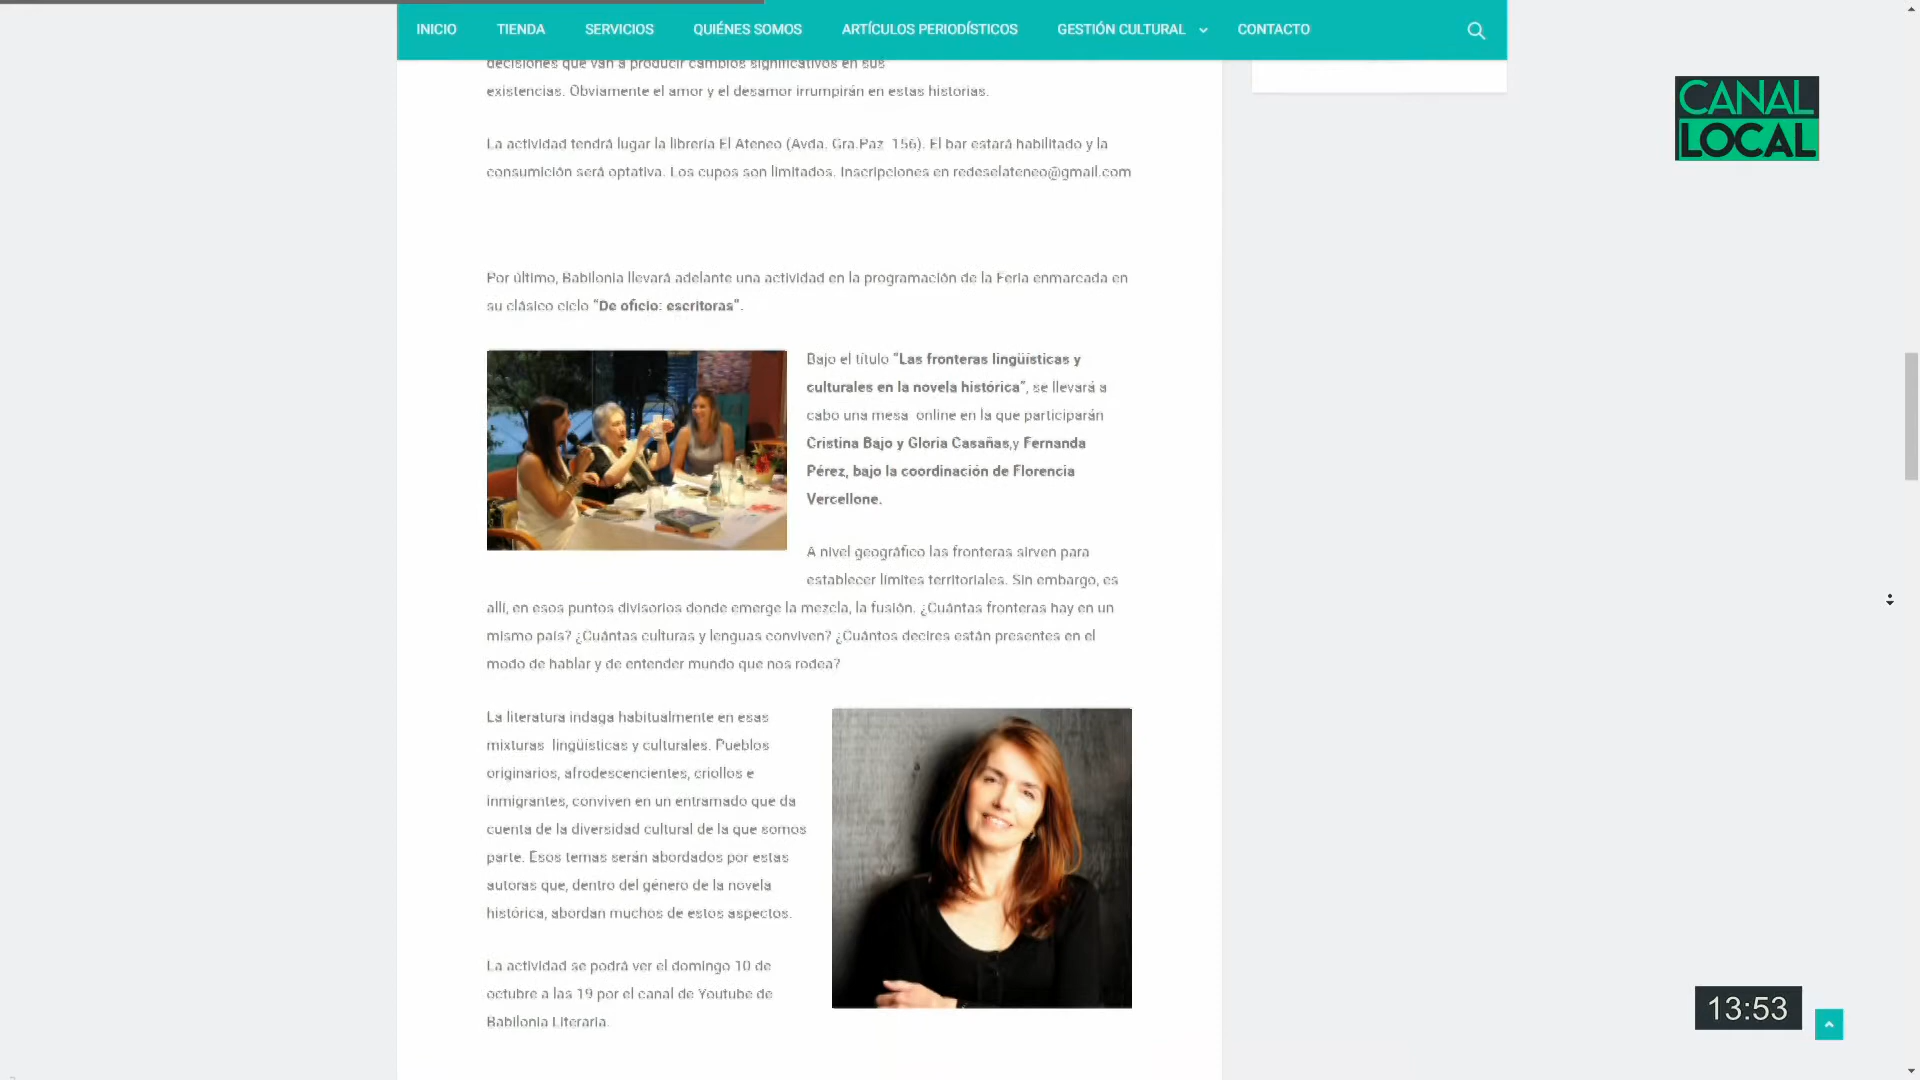 INICIO TIENDA SERVICIOS QUIÉNES SOMOS ARTÍCULOS PERIODÍSTICOS GESTIÓN CULTURAL CONTACTO
decisiones que van a producir cambios significativos en sus
existencias. Obviamente el amor y el desamor irrumpirán en estas historias.
La actividad tendrá lugar la librería El Ateneo (Avda. Gra.Paz 156). El bar estará habilitado y la
consumición será optativa. Los cupos son limitados. Inscripciones en redeselateneo@gmail.com
Por último, Babilonia llevará adelante una actividad en la programación de la Feria enmarcada en
su clásico ciclo “De oficio: escritoras”.
Bajo el título “Las fronteras lingüísticas y
culturales en la novela histórica”, se llevará a
cabo una mesa online en la que participarán
Cristina Bajo y Gloria Casañas,y Fernanda
Pérez, bajo la coordinación de Florencia
Vercellone.
A nivel geográfico las fronteras sirven para
establecer límites territoriales. Sin embargo, es
allí, en esos puntos divisorios donde emerge la mezcla, la fusión. ¿Cuántas fronteras hay en un
mismo país? ¿Cuántas culturas y lenguas conviven? ¿Cuántos decires están presentes en el
modo de hablar y de entender mundo que nos rodea?
La literatura indaga habitualmente en esas
mixturas lingüísticas y culturales. Pueblos
originarios, afrodescencientes, criollos e
inmigrantes, conviven en un entramado que da
cuenta de la diversidad cultural de la que somos
parte. Esos temas serán abordados por estas
autoras que, dentro del género de la novela
histórica, abordan muchos de estos aspectos.
La actividad se podrá ver el domingo 10 de
octubre a las 19 por el canal de Youtube de
Babilonia Literaria.
CANAL
LOCAL
13:53